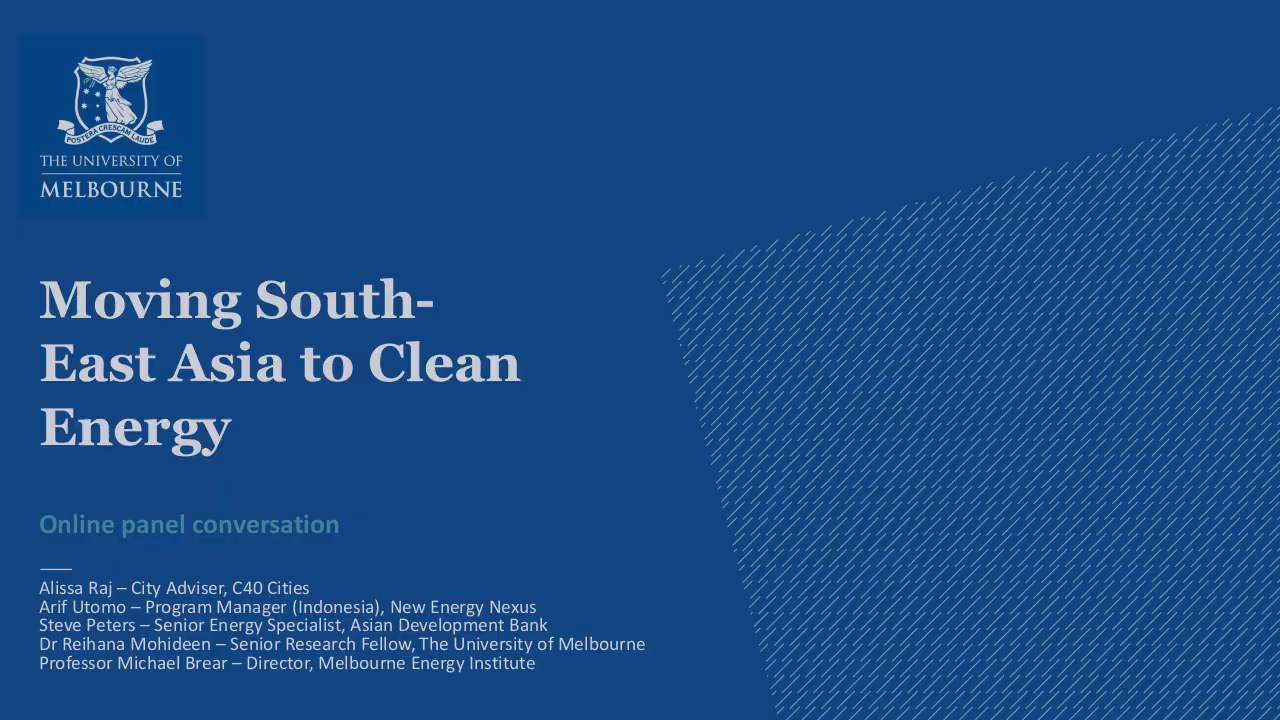 POSTERA CRESCAM LAUDE
THE UNIVERSITY OF
MELBOURNE
Moving South-
East Asia to Clean
Energy
Online panel conversation
Alissa Raj – City Adviser, C40 Cities
Arif Utomo – Program Manager (Indonesia), New Energy Nexus
Steve Peters – Senior Energy Specialist, Asian Development Bank
Dr Reihana Mohideen – Senior Research Fellow, The University of Melbourne
Professor Michael Brear – Director, Melbourne Energy Institute